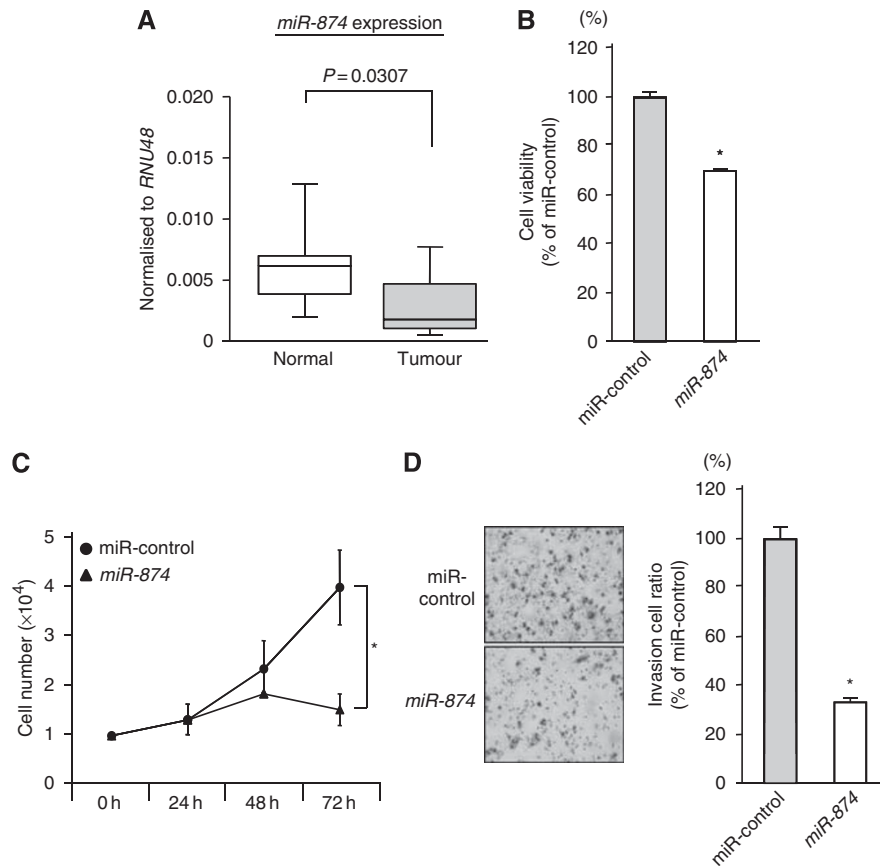 A
miR-874 expression
P=0.0307
Normalised to RNU48
0.020
0.015
0.010
0.005
0
Normal
Tumour
B
(%)
Cell viability
(% of miR-control)
120
100
80
60
40
20
0
*
miR-control
miR-874
C
Cell number (×10⁴)
5
4
3
2
1
0
miR-control
miR-874
*
0 h
24 h
48 h
72 h
D
miR-
control
miR-874
(%)
Invasion cell ratio
(% of miR-control)
120
100
80
60
40
20
0
*
miR-control
miR-874